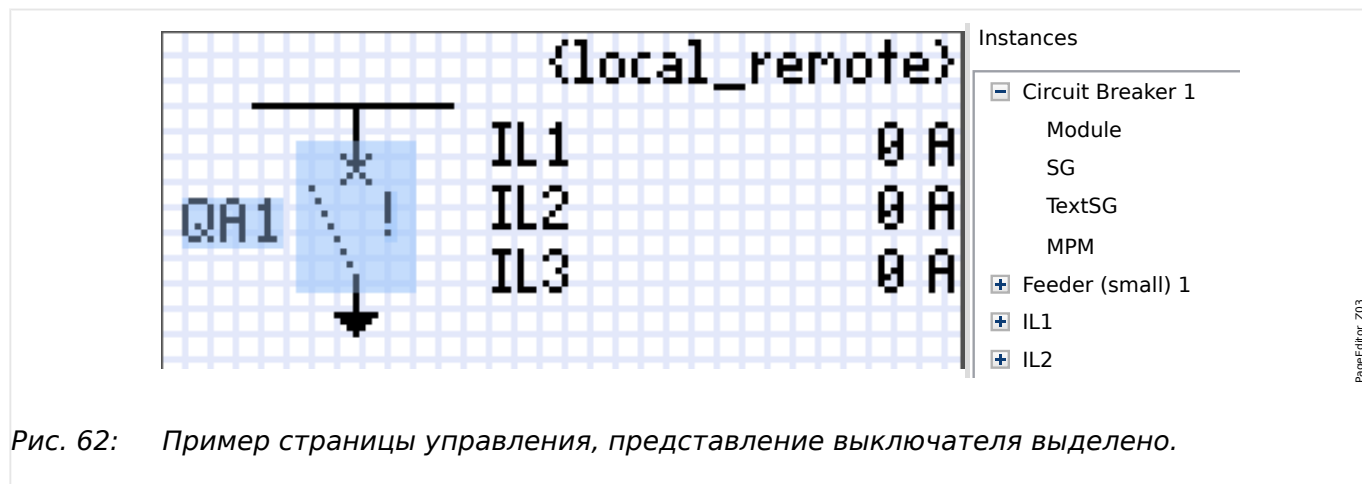 {local_remote}
IL1 0 A
QA1 !
IL2 0 A
IL3 0 A
Instances
Circuit Breaker 1
Module
SG
TextSG
MPM
Feeder (small) 1
IL1
IL2
PageEditor_Z03
Рис. 62: Пример страницы управления, представление выключателя выделено.